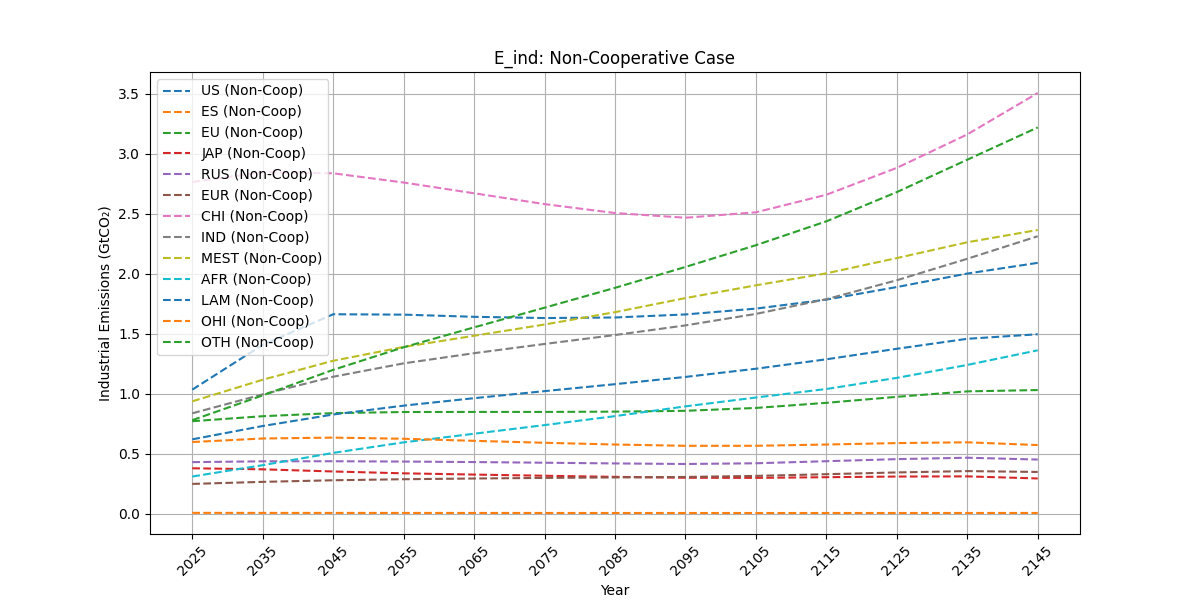 E_ind: Non-Cooperative Case
US (Non-Coop)
ES (Non-Coop)
EU (Non-Coop)
JAP (Non-Coop)
RUS (Non-Coop)
EUR (Non-Coop)
CHI (Non-Coop)
IND (Non-Coop)
MEST (Non-Coop)
AFR (Non-Coop)
LAM (Non-Coop)
OHI (Non-Coop)
OTH (Non-Coop)
Industrial Emissions (GtCO₂)
3.5
3.0
2.5
2.0
1.5
1.0
0.5
0.0
2025
2035
2045
2055
2065
2075
2085
2095
2105
2115
2125
2135
2145
Year